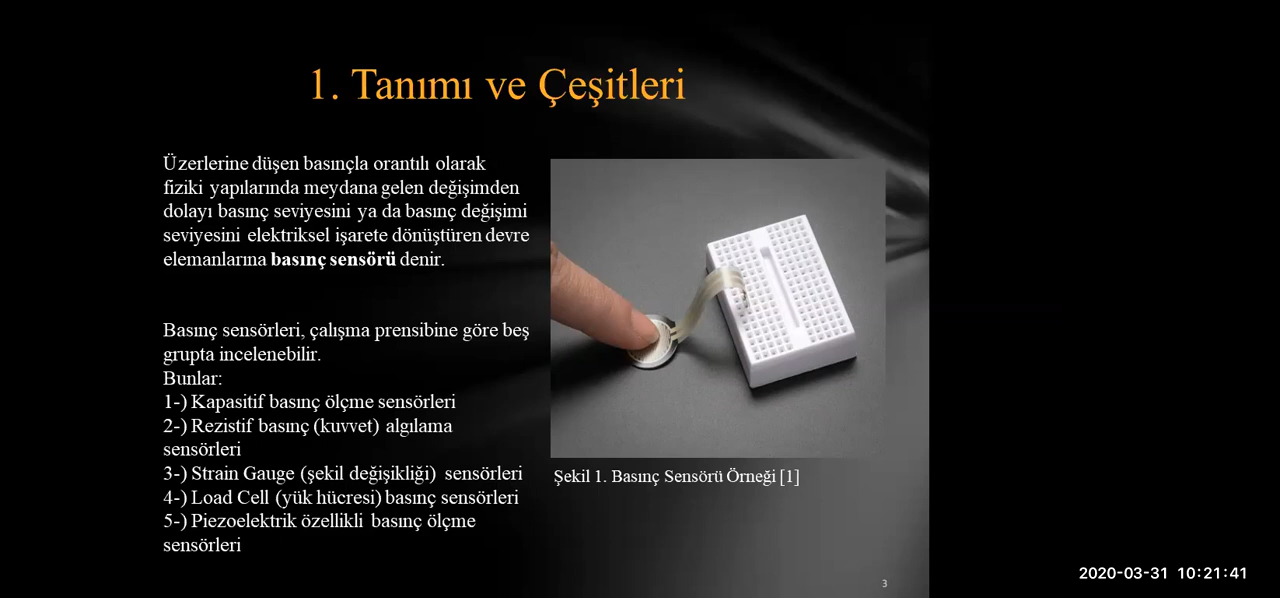 1. Tanımı ve Çeşitleri
Üzerlerine düşen basınçla orantılı olarak
fiziki yapılarında meydana gelen değişimden
dolayı basınç seviyesini ya da basınç değişimi
seviyesini elektriksel işarete dönüştüren devre
elemanlarına basınç sensörü denir.
Basınç sensörleri, çalışma prensibine göre beş
grupta incelenebilir.
Bunlar:
1-) Kapasitif basınç ölçme sensörleri
2-) Rezistif basınç (kuvvet) algılama
sensörleri
3-) Strain Gauge (şekil değişikliği) sensörleri
4-) Load Cell (yük hücresi) basınç sensörleri
5-) Piezoelektrik özellikli basınç ölçme
sensörleri
Şekil 1. Basınç Sensörü Örneği [1]
3
2020-03-31 10:21:41